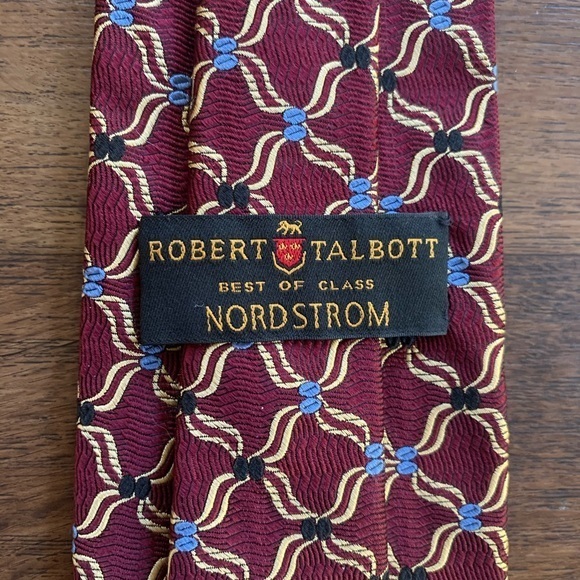 ROBERT TALBOTT
BEST OF CLASS
NORDSTROM